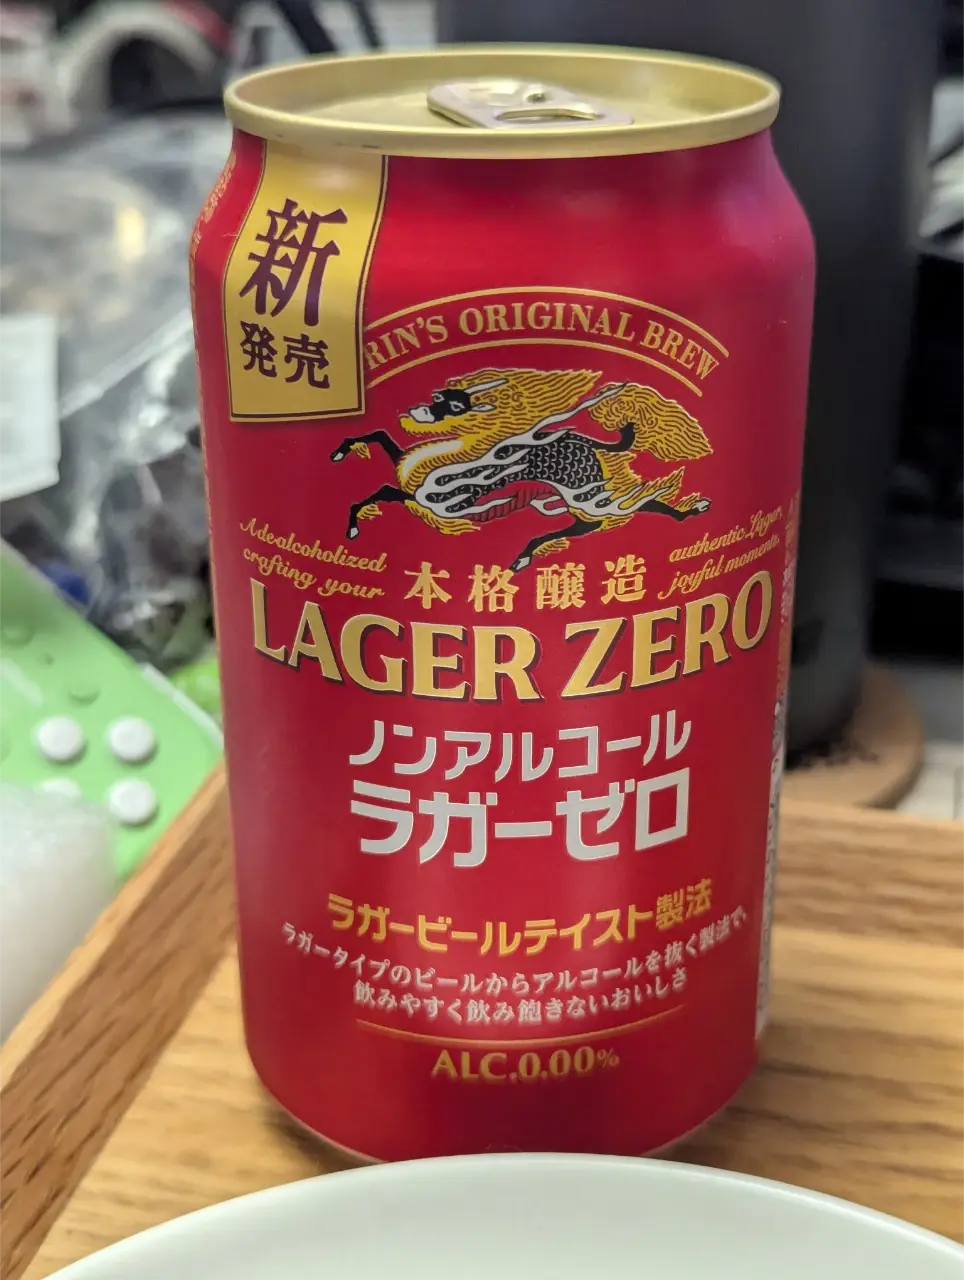 新
発売
RIN'S ORIGINAL BREW
A dealcoholized
crafting your
authentic Lager,
joyful moments.
本格醸造
LAGER ZERO
ノンアルコール
ラガーゼロ
ラガービールテイスト製法
ラガータイプのビールからアルコールを抜く製法で、
飲みやすく飲み飽きないおいしさ
ALC.0.00%